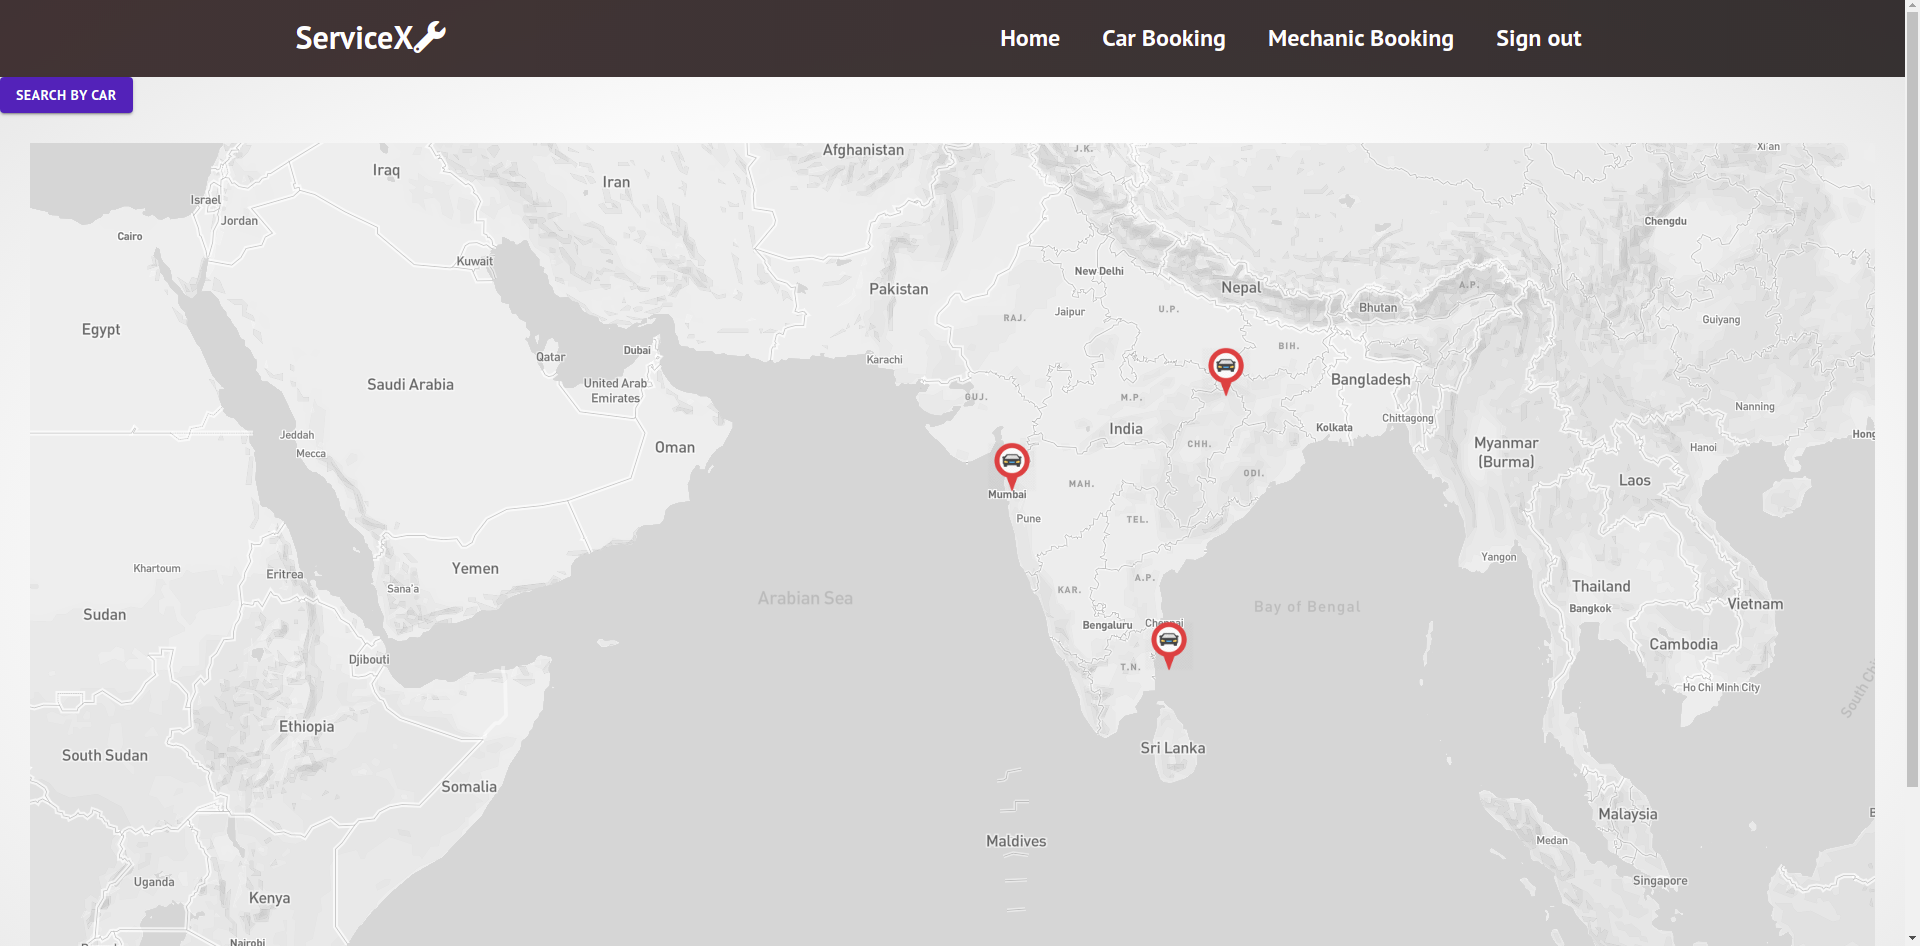 ServiceX
Home
Car Booking
Mechanic Booking
Sign out
SEARCH BY CAR
Afghanistan
J.K.
Xi'an
Iraq
Iran
Israel
Jordan
Chengdu
Cairo
Kuwait
New Delhi
Pakistan
Nepal
A.P.
Bhutan
Jaipur
U.P.
RAJ.
Guiyang
Egypt
BIH.
Qatar
Dubai
Karachi
Saudi Arabia
United Arab
Emirates
Bangladesh
GUJ.
M.P.
Nanning
Chittagong
India
Kolkata
Jeddah
Hong
Mecca
Oman
CHH.
Myanmar
(Burma)
Hanoi
ODI.
Laos
MAH.
Mumbai
Pune
TEL.
Yangon
Khartoum
Eritrea
Yemen
Sana'a
A.P.
KAR.
Thailand
Arabian Sea
Bay of Bengal
Bangkok
Vietnam
Sudan
Bengaluru
Chennai
Cambodia
Djibouti
T.N.
Ho Chi Minh City
South Ch
Ethiopia
South Sudan
Sri Lanka
Somalia
Malaysia
Maldives
Medan
Uganda
Singapore
Kenya
Nairobi